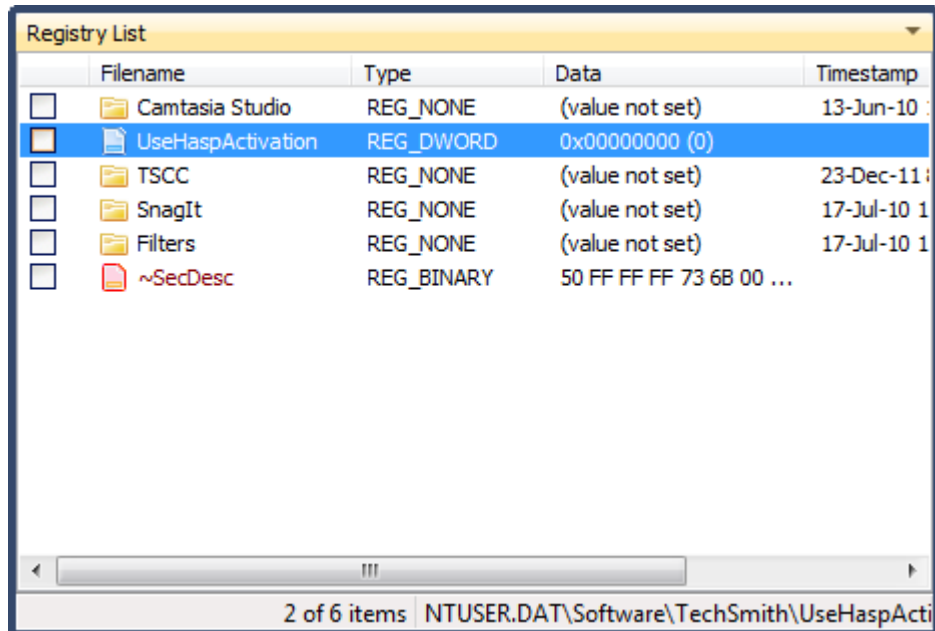 Registry List
Filename Type Data Timestamp
Camtasia Studio REG_NONE (value not set) 13-Jun-10
UseHaspActivation REG_DWORD 0x00000000 (0)
TSCC REG_NONE (value not set) 23-Dec-11
SnagIt REG_NONE (value not set) 17-Jul-10 1
Filters REG_NONE (value not set) 17-Jul-10 1
~SecDesc REG_BINARY 50 FF FF FF 73 6B 00 ...
2 of 6 items NTUSER.DAT\Software\TechSmith\UseHaspActi